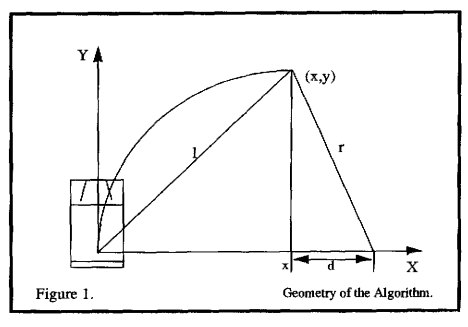 Y
(x,y)
l
r
x
d
X
Figure 1.
Geometry of the Algorithm.